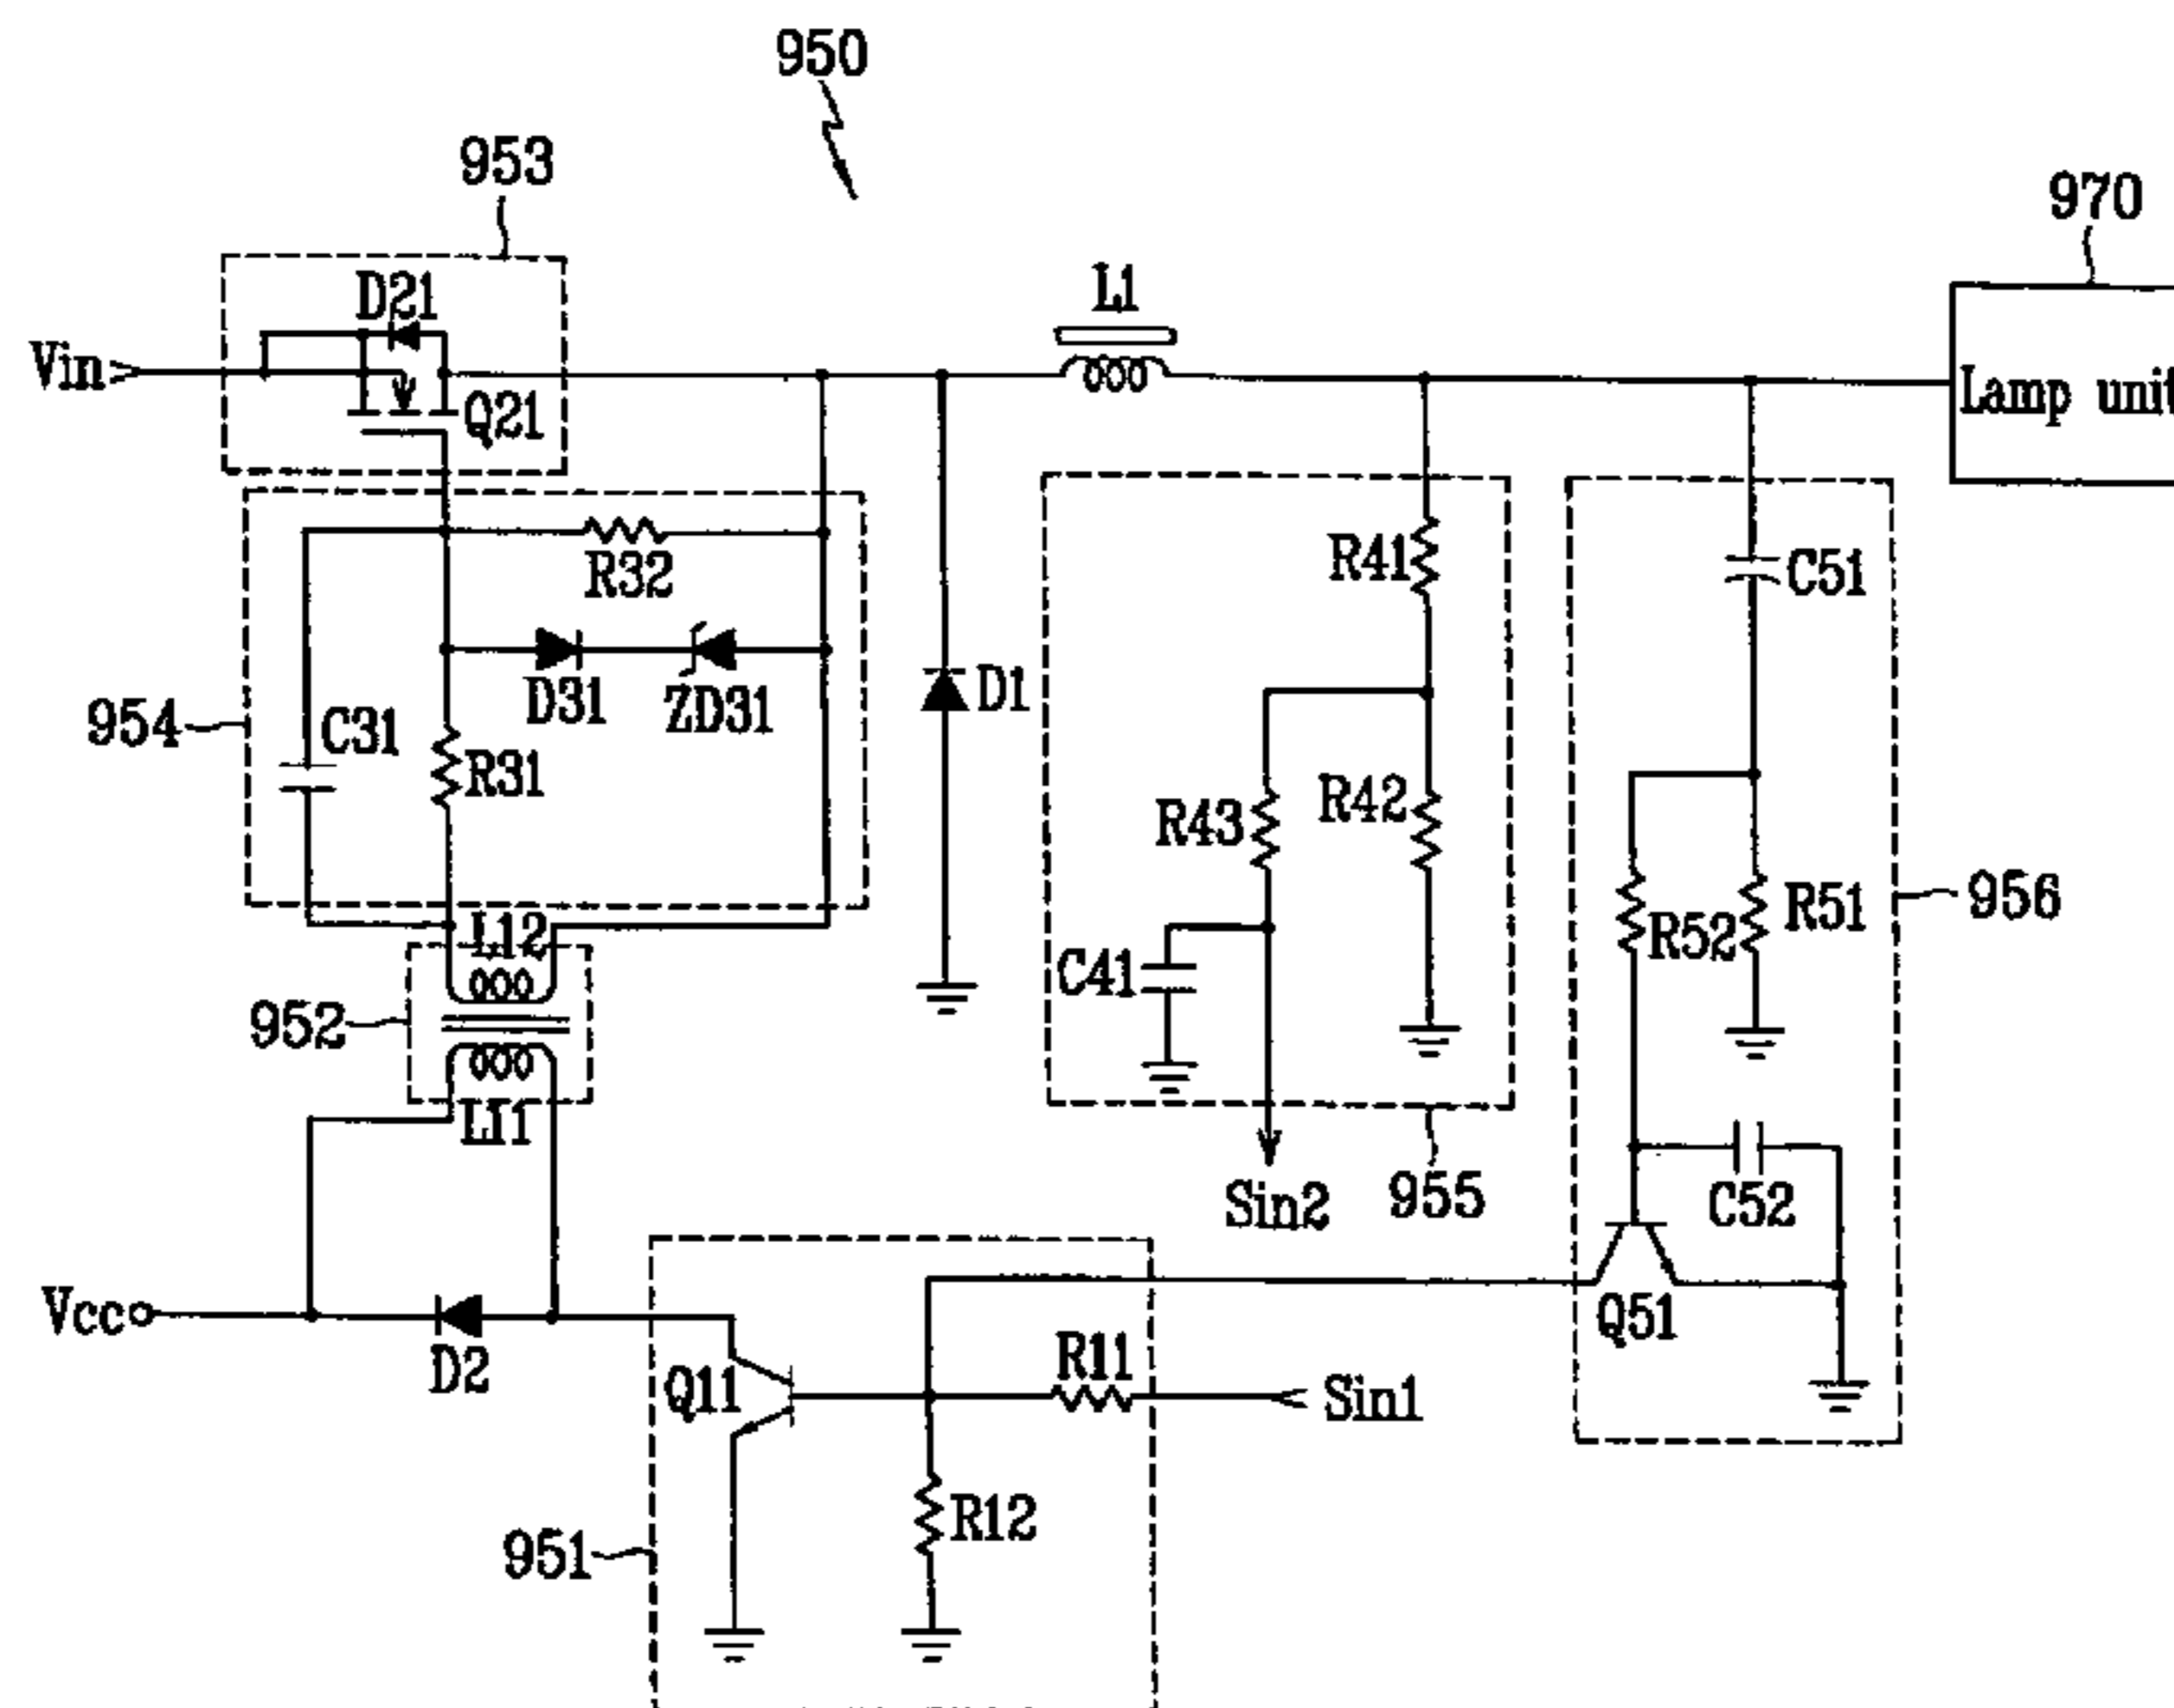 950
953
970
D21
L1
Vin
Q21
Lamp unit
R32
R41
C51
D31
ZD31
D1
954
C31
R31
R43
R42
R52
R51
956
L12
C41
952
L11
Sin2
955
C52
Vcc
D2
Q11
R11
Sin1
Q51
R12
951